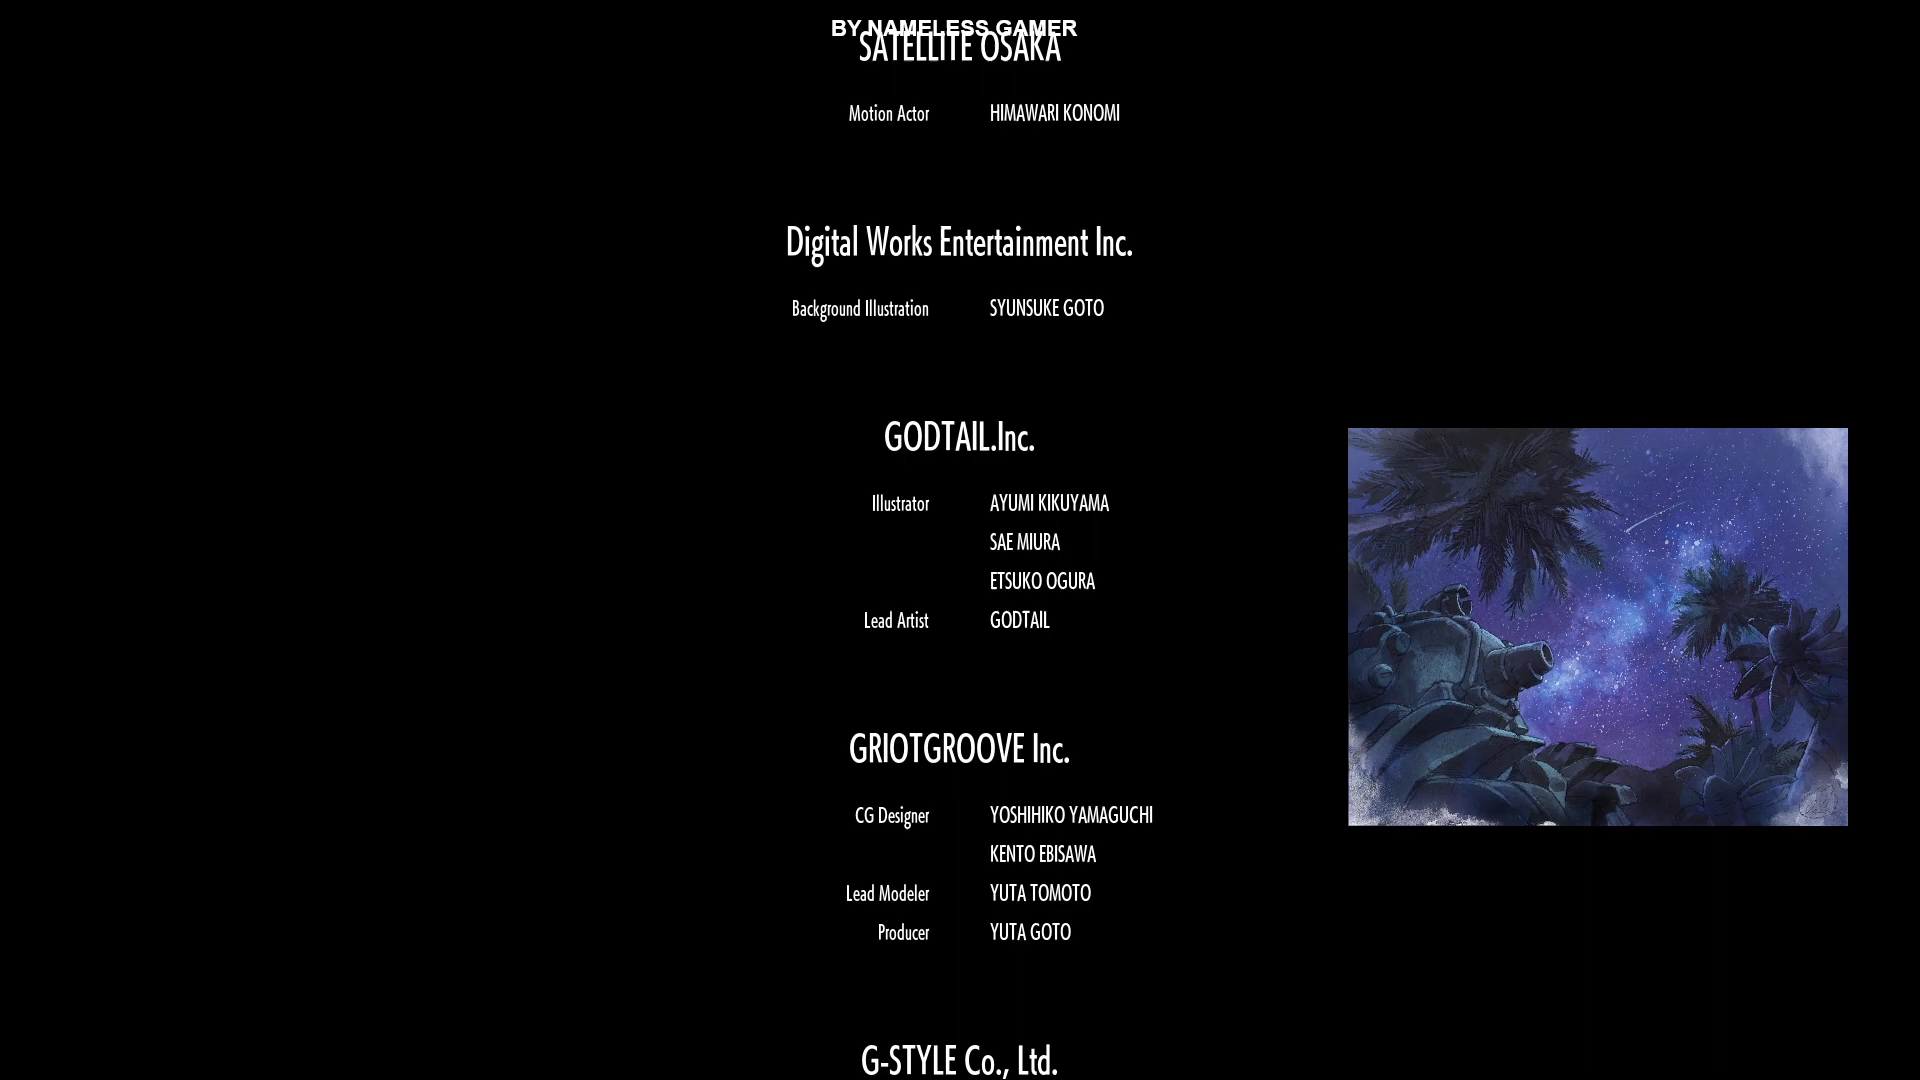 BY NAMELESS GAMER
SATELLITE OSAKA
Motion Actor HIMAWARI KONOMI
Digital Works Entertainment Inc.
Background Illustration SYUNSUKE GOTO
GODTAIL.Inc.
Illustrator AYUMI KIKUYAMA
SAE MIURA
ETSUKO OGURA
Lead Artist GODTAIL
GRIOTGROOVE Inc.
CG Designer YOSHIHIKO YAMAGUCHI
KENTO EBISAWA
Lead Modeler YUTA TOMOTO
Producer YUTA GOTO
G-STYLE Co., Ltd.